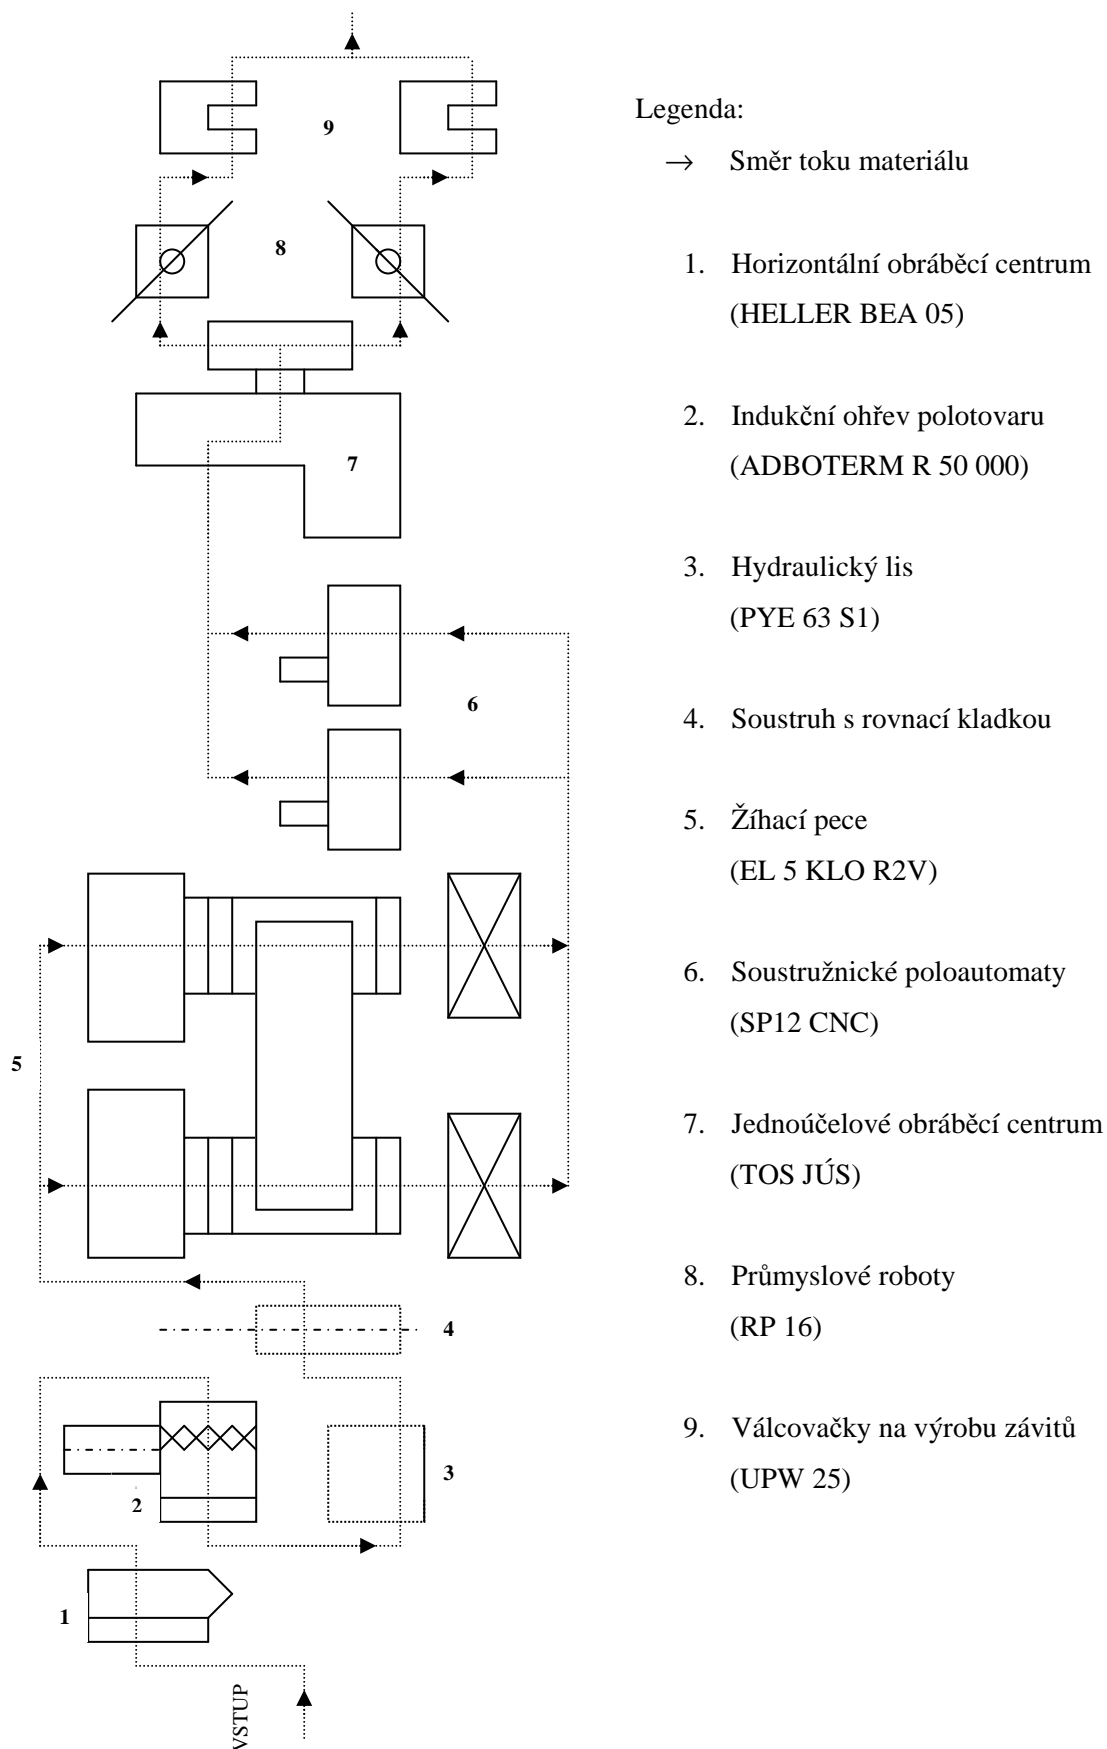 Legenda:
→ Směr toku materiálu
1. Horizontální obráběcí centrum
(HELLER BEA 05)
2. Indukční ohřev polotovaru
(ADBOTERM R 50 000)
3. Hydraulický lis
(PYE 63 S1)
4. Soustruh s rovnací kladkou
5. Žíhací pece
(EL 5 KLO R2V)
6. Soustružnické poloautomaty
(SP12 CNC)
7. Jednoúčelové obráběcí centrum
(TOS JÚS)
8. Průmyslové roboty
(RP 16)
9. Válcovačky na výrobu závitů
(UPW 25)
9
8
7
6
5
4
3
2
1
VSTUP